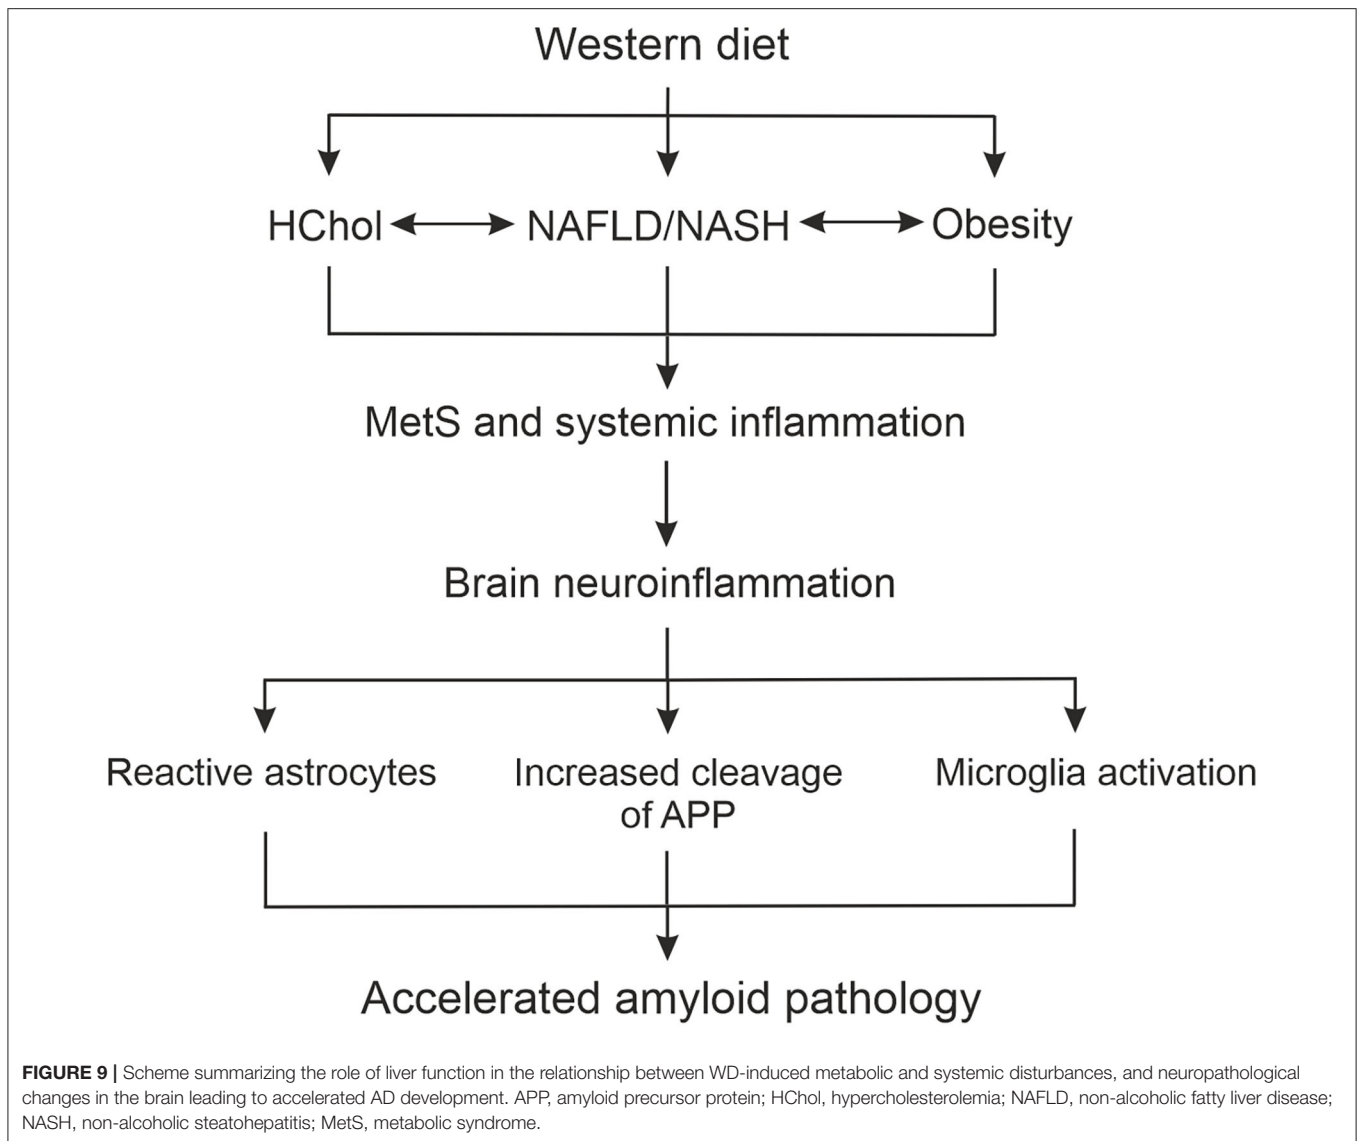 Western diet
HChol NAFLD/NASH Obesity
MetS and systemic inflammation
Brain neuroinflammation
Reactive astrocytes Increased cleavage Microglia activation
of APP
Accelerated amyloid pathology
FIGURE 9 | Scheme summarizing the role of liver function in the relationship between WD-induced metabolic and systemic disturbances, and neuropathological
changes in the brain leading to accelerated AD development. APP, amyloid precursor protein; HChol, hypercholesterolemia; NAFLD, non-alcoholic fatty liver disease;
NASH, non-alcoholic steatohepatitis; MetS, metabolic syndrome.